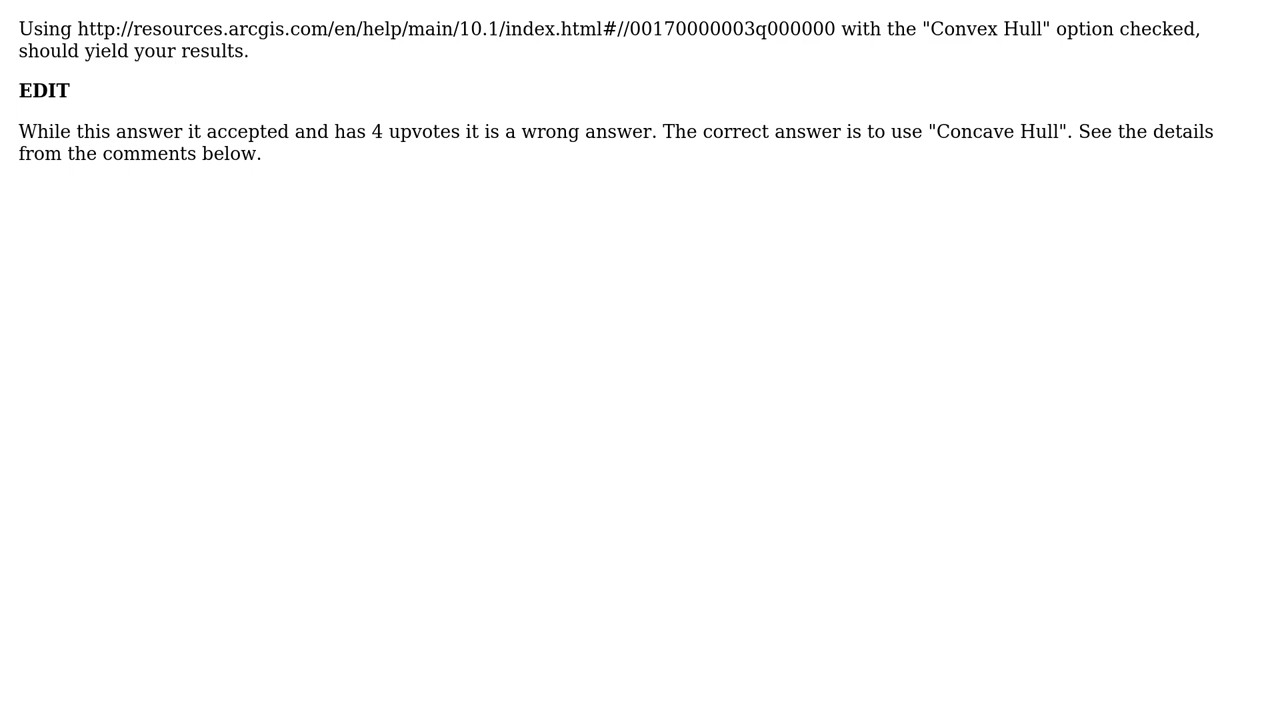 Using http://resources.arcgis.com/en/help/main/10.1/index.html#//00170000003q000000 with the "Convex Hull" option checked,
should yield your results.
EDIT
While this answer it accepted and has 4 upvotes it is a wrong answer. The correct answer is to use "Concave Hull". See the details
from the comments below.